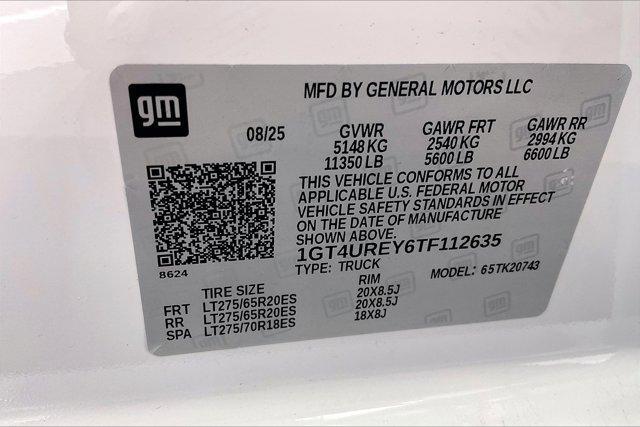 gm
MFD BY GENERAL MOTORS LLC
08/25 GVWR GAWR FRT GAWR RR
5148 KG 2540 KG 2994 KG
11350 LB 5600 LB 6600 LB
THIS VEHICLE CONFORMS TO ALL
APPLICABLE U.S. FEDERAL MOTOR
VEHICLE SAFETY STANDARDS IN EFFECT
ON THE DATE OF MANUFACTURE
SHOWN ABOVE.
1GT4UREY6TF112635
8624
TYPE: TRUCK MODEL: 65TK20743
TIRE SIZE RIM
FRT LT275/65R20ES 20X8.5J
RR LT275/65R20ES 20X8.5J
SPA LT275/70R18ES 18X8J